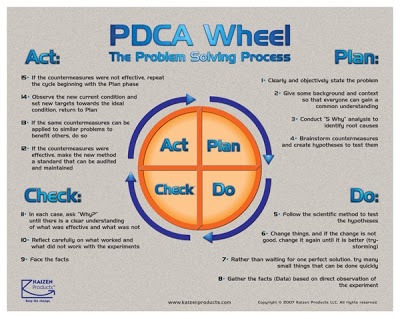 PDCA Wheel
The Problem Solving Process
Act:
15- If the countermeasures were not effective, repeat
the cycle beginning with the Plan phase
14- Observe the new current condition and
set new targets towards the ideal
condition, return to Plan
13- If the same countermeasures can be
applied to similar problems to
benefit others, do so
12- If the countermeasures were
effective, make the new method
a standard that can be audited
and maintained
Plan:
1- Clearly and objectively state the problem
2- Give some background and context
so that everyone can gain a
common understanding
3- Conduct "5 Why" analysis to
identify root causes
4- Brainstorm countermeasures
and create hypotheses to test them
Act
Plan
Check
Do
Check:
11- In each case, ask "Why?"
until there is a clear understanding
of what was effective and what was not
10- Reflect carefully on what worked and
what did not work with the experiments
9- Face the facts
Do:
5- Follow the scientific method to test
the hypotheses
6- Change things, and if the change is not
good, change it again until it is better (try-
storming)
7- Rather than waiting for one perfect solution, try many
small things that can be done quickly
8- Gather the facts (Data) based on direct observation of
the experiment
KAIZEN
Products
Keep the change.
www.kaizenproducts.com
Copyright © 2007 Kaizen Products LLC. All rights reserved.